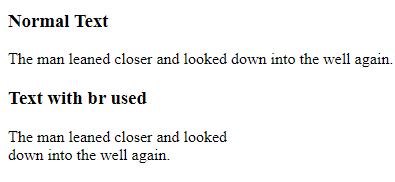 Normal Text
The man leaned closer and looked down into the well again.
Text with br used
The man leaned closer and looked
down into the well again.